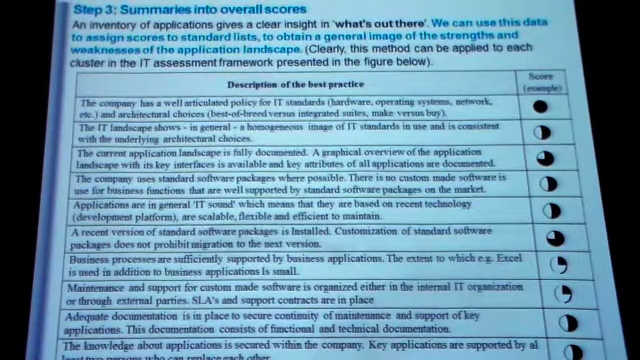 Step 3: Summaries into overall scores
An inventory of applications gives a clear insight in 'what's out there'. We can use this data
to assign scores to standard lists, to obtain a general image of the strengths and
weaknesses of the application landscape. (Clearly, this method can be applied to each
cluster in the IT assessment framework presented in the figure below).
Description of the best practice
Score
(example)
The company has a well articulated policy for IT standards (hardware, operating systems, network,
etc.) and architectural choices (best-of-breed versus integrated suites, make versus buy).
The IT landscape shows - in general - a homogeneous image of IT standards in use and is consistent
with the underlying architectural choices.
The current application landscape is fully documented. A graphical overview of the application
landscape with its key interfaces is available and key attributes of all applications are documented.
The company uses standard software packages where possible. There is no custom made software is
use for business functions that are well supported by standard software packages on the market.
Applications are in general 'IT sound' which means that they are based on recent technology
(development platform), are scalable, flexible and efficient to maintain.
A recent version of standard software packages is Installed. Customization of standard software
packages does not prohibit migration to the next version.
Business processes are sufficiently supported by business applications. The extent to which e.g. Excel
is used in addition to business applications Is small.
Maintenance and support for custom made software is organized either in the internal IT organization
or through external parties. SLA's and support contracts are in place
Adequate documentation is in place to secure continuity of maintenance and support of key
applications. This documentation consists of functional and technical documentation.
The knowledge about applications is secured within the company. Key applications are supported by al
least two persons who can replace each other